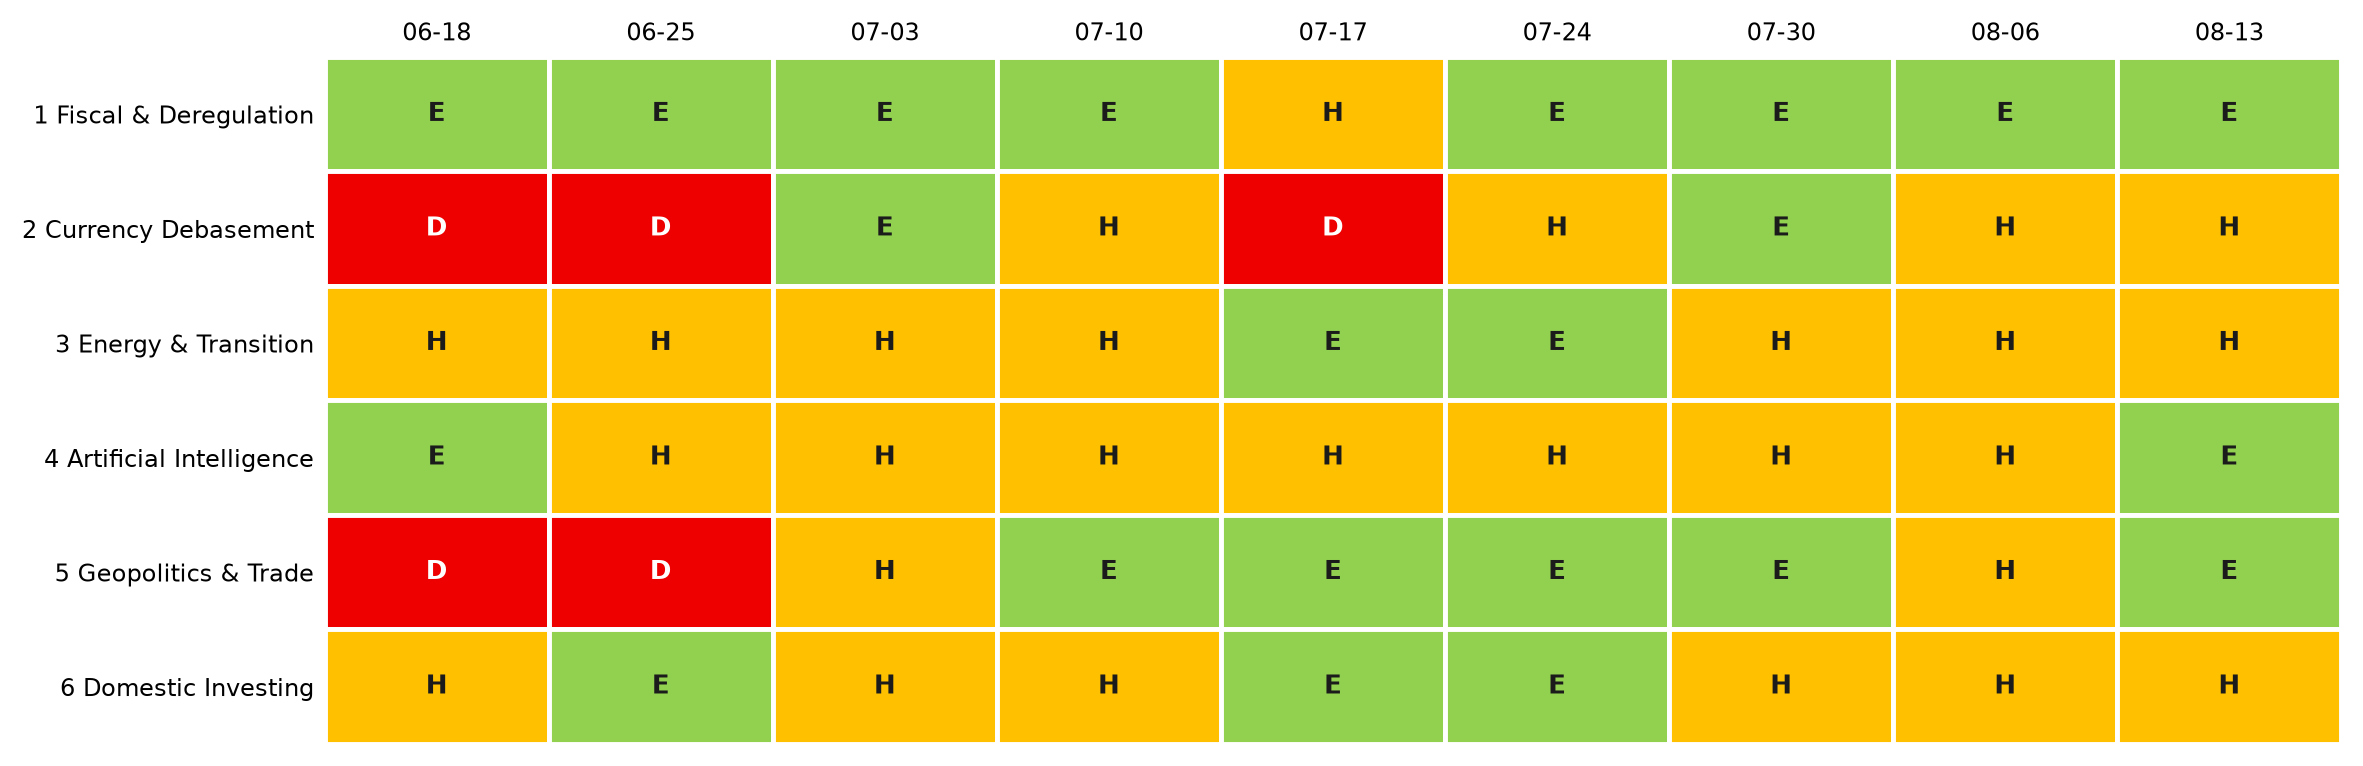 06-18 06-25 07-03 07-10 07-17 07-24 07-30 08-06 08-13
1 Fiscal & Deregulation E E E E H E E E E
2 Currency Debasement D D E H D H E H H
3 Energy & Transition H H H H E E H H H
4 Artificial Intelligence E H H H H H H H E
5 Geopolitics & Trade D D H E E E E H E
6 Domestic Investing H E H H E E H H H